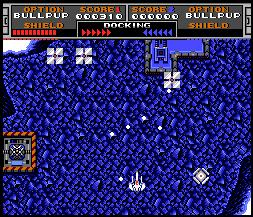 OPTION SCORE1 SCORE2 OPTION
BULLPUP 000310 000000 BULLPUP
SHIELD DOCKING SHIELD